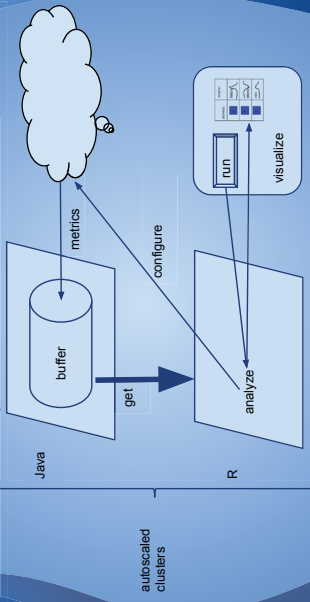 autoscaled
clusters
Java
buffer
metrics
get
configure
R
analyze
run
visualize